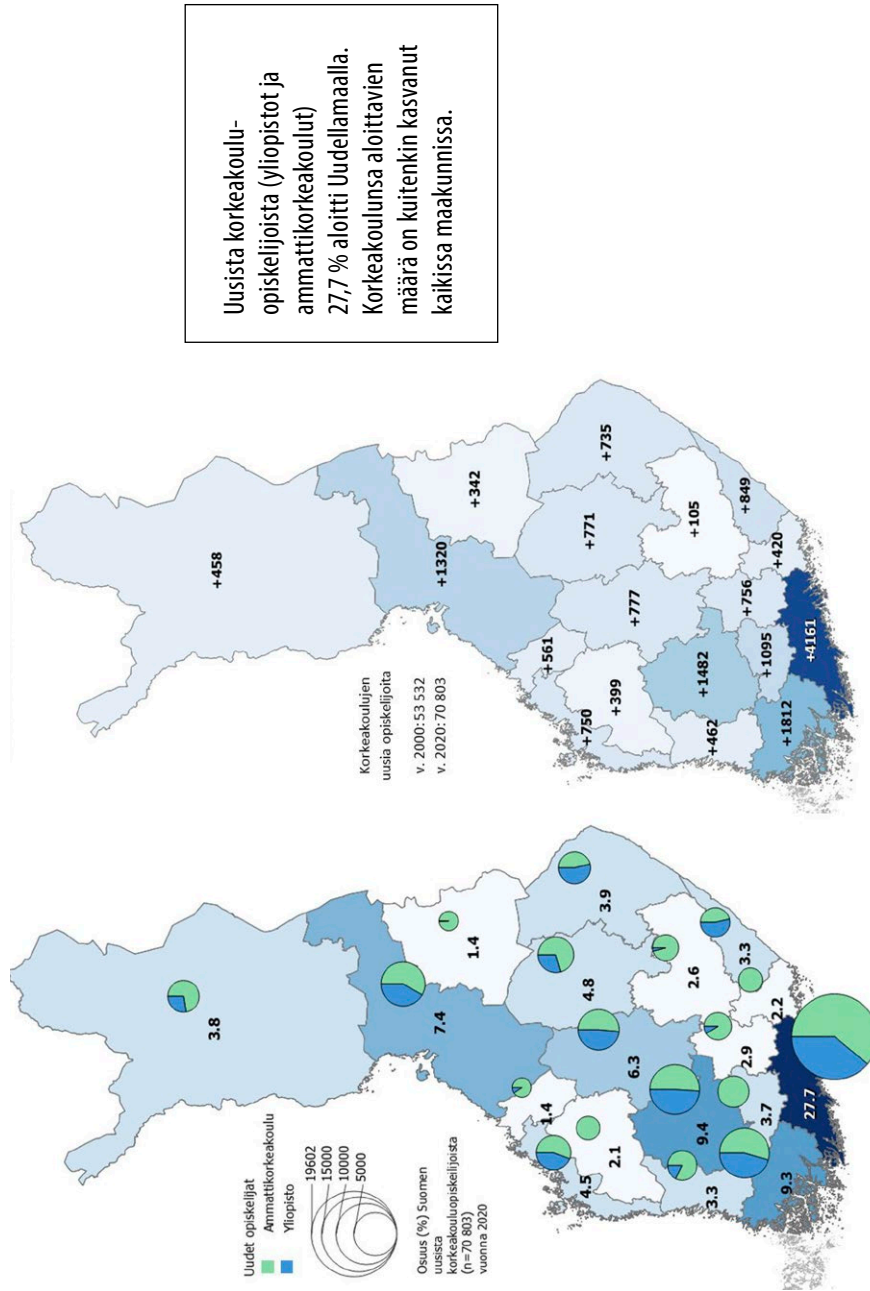 Uudet opiskelijat
Ammattikorkeakoulu
Yliopisto
19602
15000
10000
5000
Osuus (%) Suomen
uusista
korkeakouluopiskelijoista
(n=70 803)
vuonna 2020
3.8
7.4
1.4
1.4
4.5
2.1
6.3
4.8
3.9
2.6
3.3
9.4
3.3
2.9
2.2
3.7
9.3
27.7
Korkeakoulujen
uusia opiskelijoita
v. 2000: 53 532
v. 2020: 70 803
+458
+1320
+342
+561
+750
+399
+777
+771
+735
+105
+849
+1482
+462
+756
+420
+1095
+1812
+4161
Uusista korkeakoulu-
opiskelijoista (yliopistot ja
ammattikorkeakoulut)
27,7 % aloitti Uudellamaalla.
Korkeakoulunsa aloittavien
määrä on kuitenkin kasvanut
kaikissa maakunnissa.